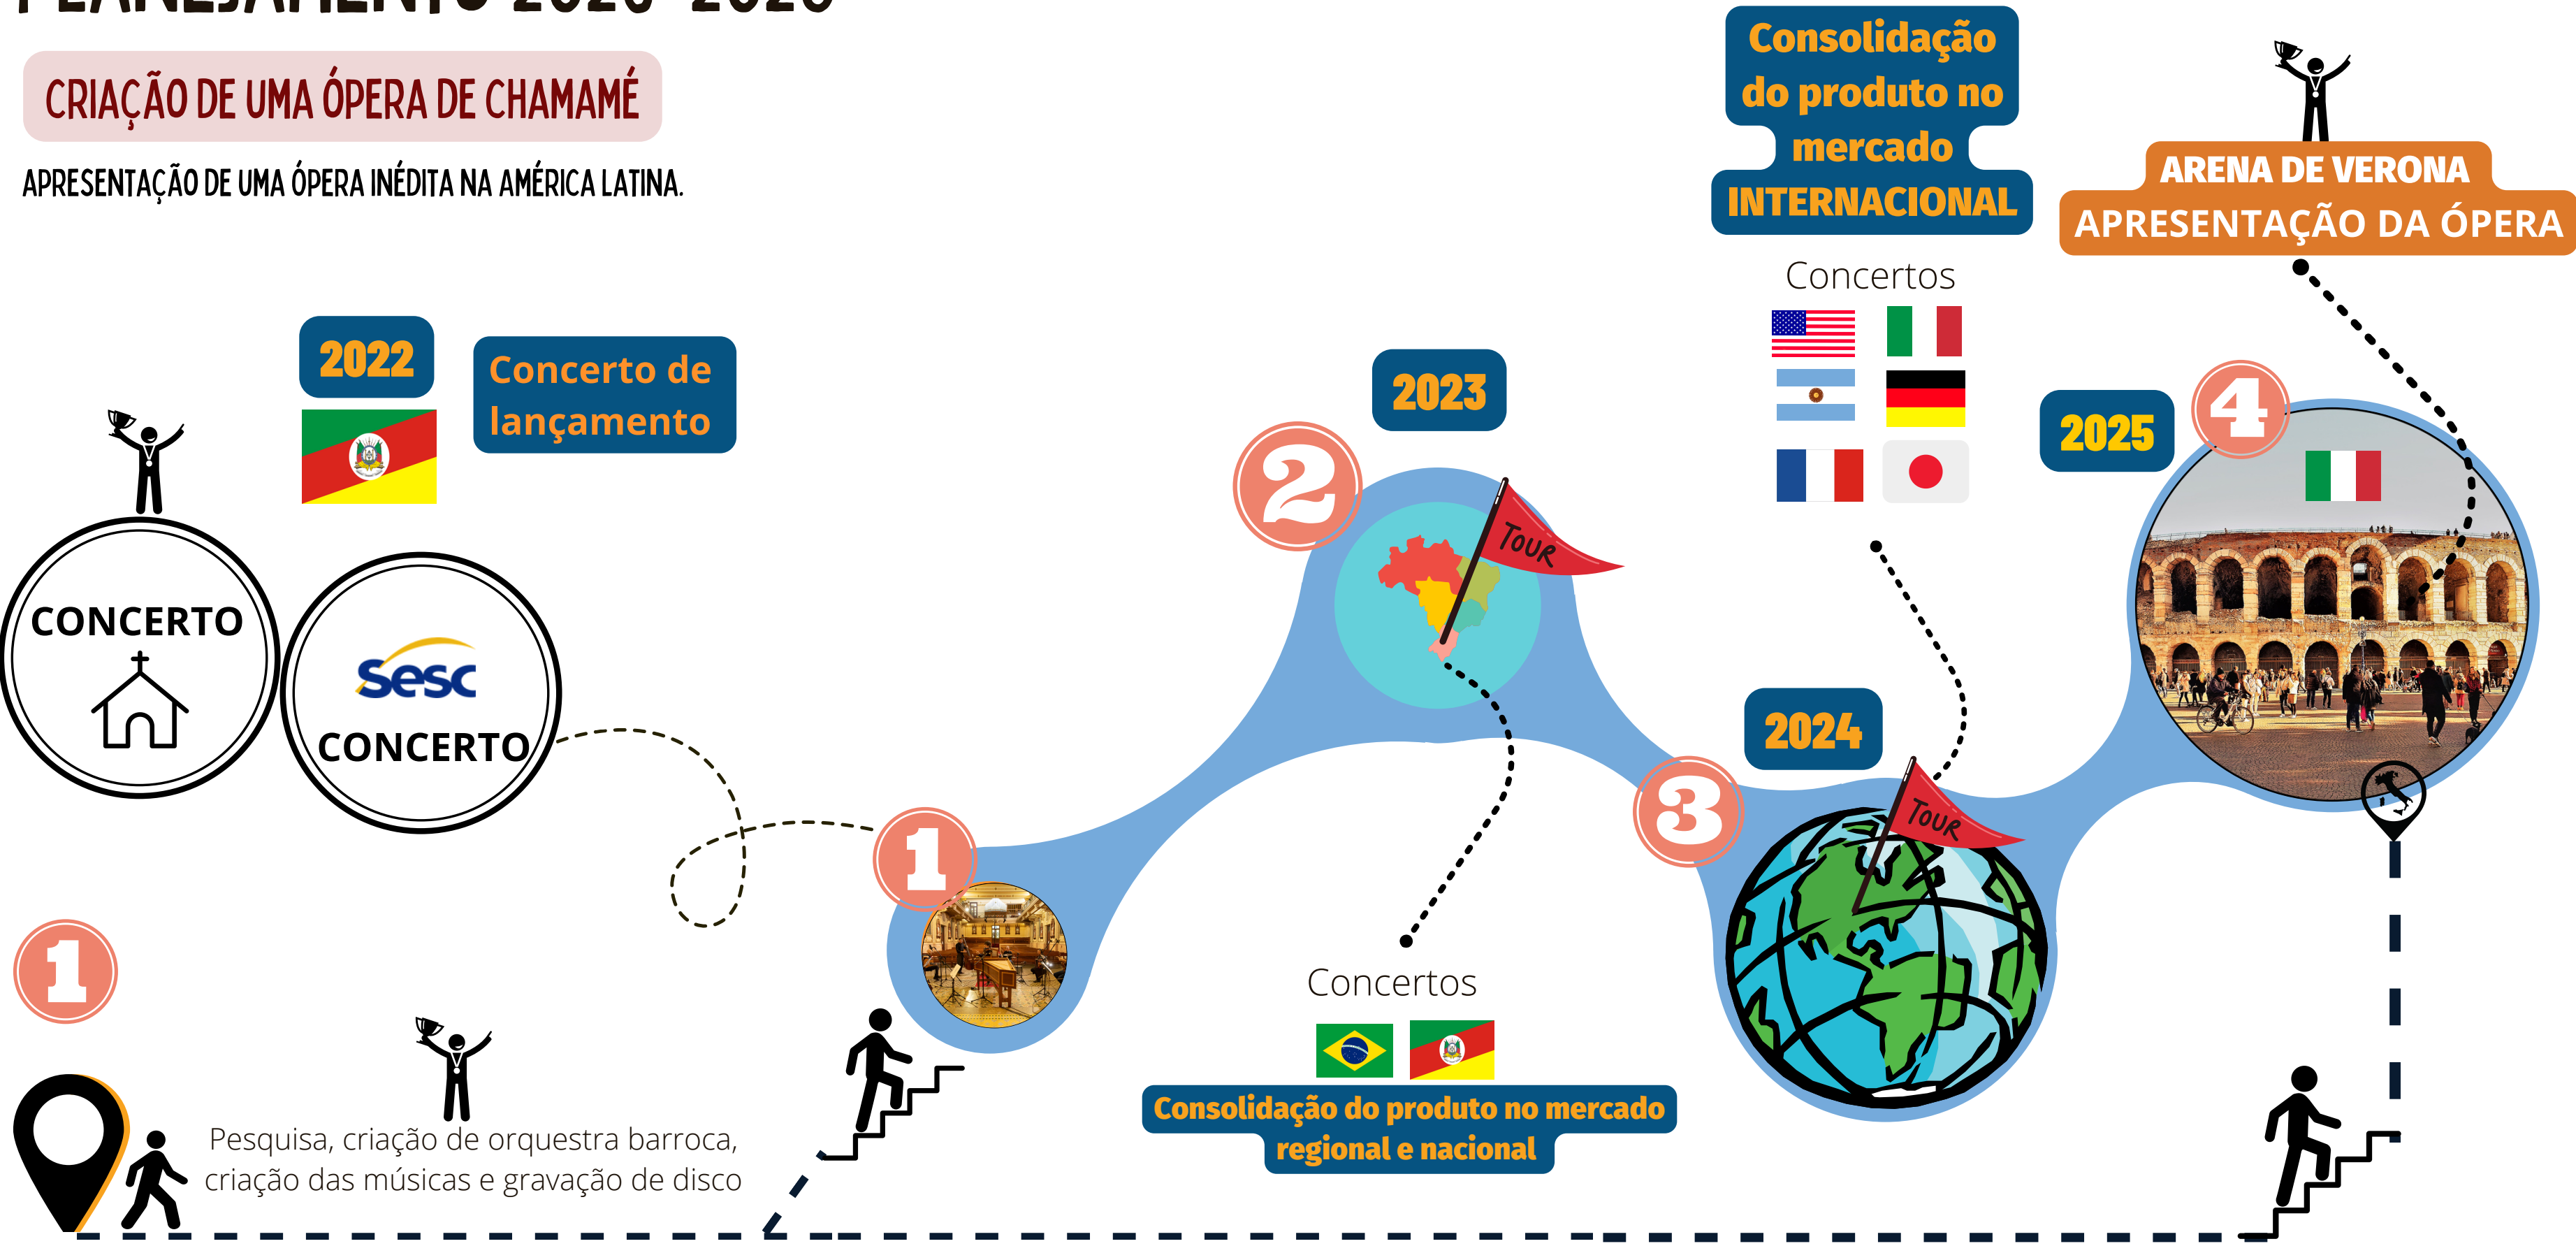 CRIAÇÃO DE UMA ÓPERA DE CHAMAMÉ
APRESENTAÇÃO DE UMA ÓPERA INÉDITA NA AMÉRICA LATINA.
Consolidação
do produto no
mercado
INTERNACIONAL
ARENA DE VERONA
APRESENTAÇÃO DA ÓPERA
Concertos
2022
Concerto de
lançamento
2023
2025
4
2
TOUR
CONCERTO
Sesc
CONCERTO
2024
3
TOUR
1
1
Concertos
Consolidação do produto no mercado
regional e nacional
Pesquisa, criação de orquestra barroca,
criação das músicas e gravação de disco